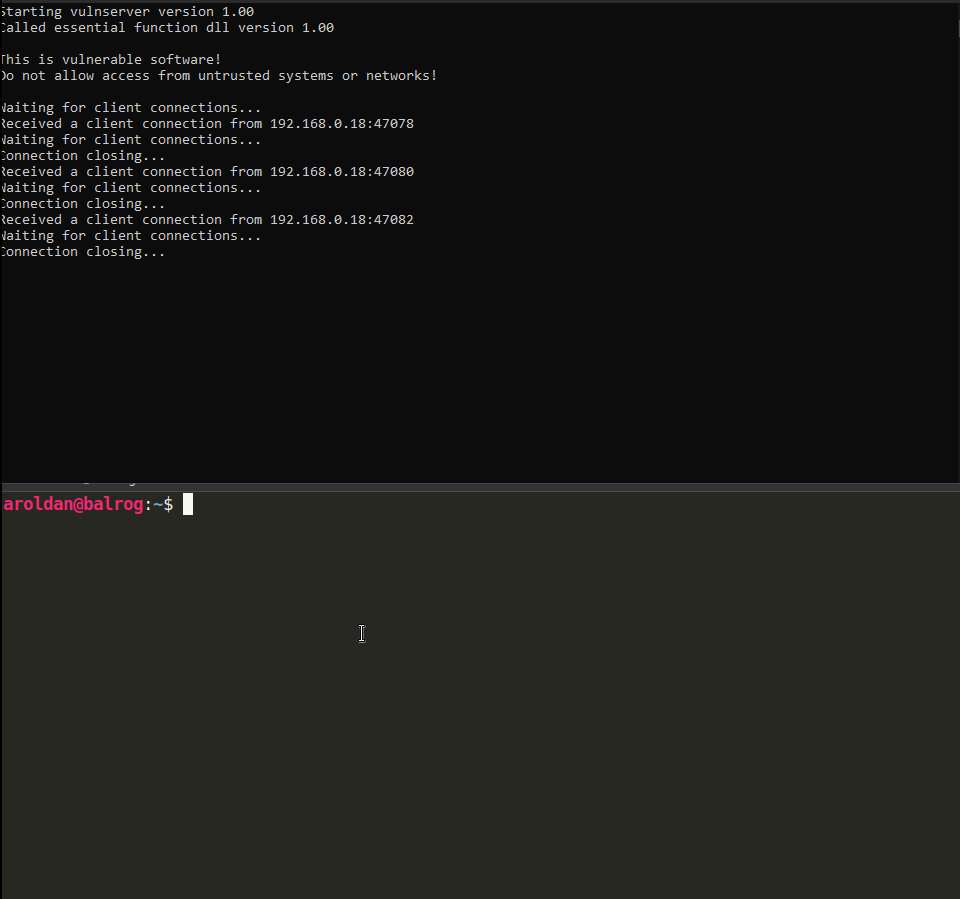 Starting vulnserver version 1.00
Called essential function dll version 1.00
This is vulnerable software!
Do not allow access from untrusted systems or networks!
Waiting for client connections...
Received a client connection from 192.168.0.18:47078
Waiting for client connections...
Connection closing...
Received a client connection from 192.168.0.18:47080
Waiting for client connections...
Connection closing...
Received a client connection from 192.168.0.18:47082
Waiting for client connections...
Connection closing...
aroldan@balrog:~$